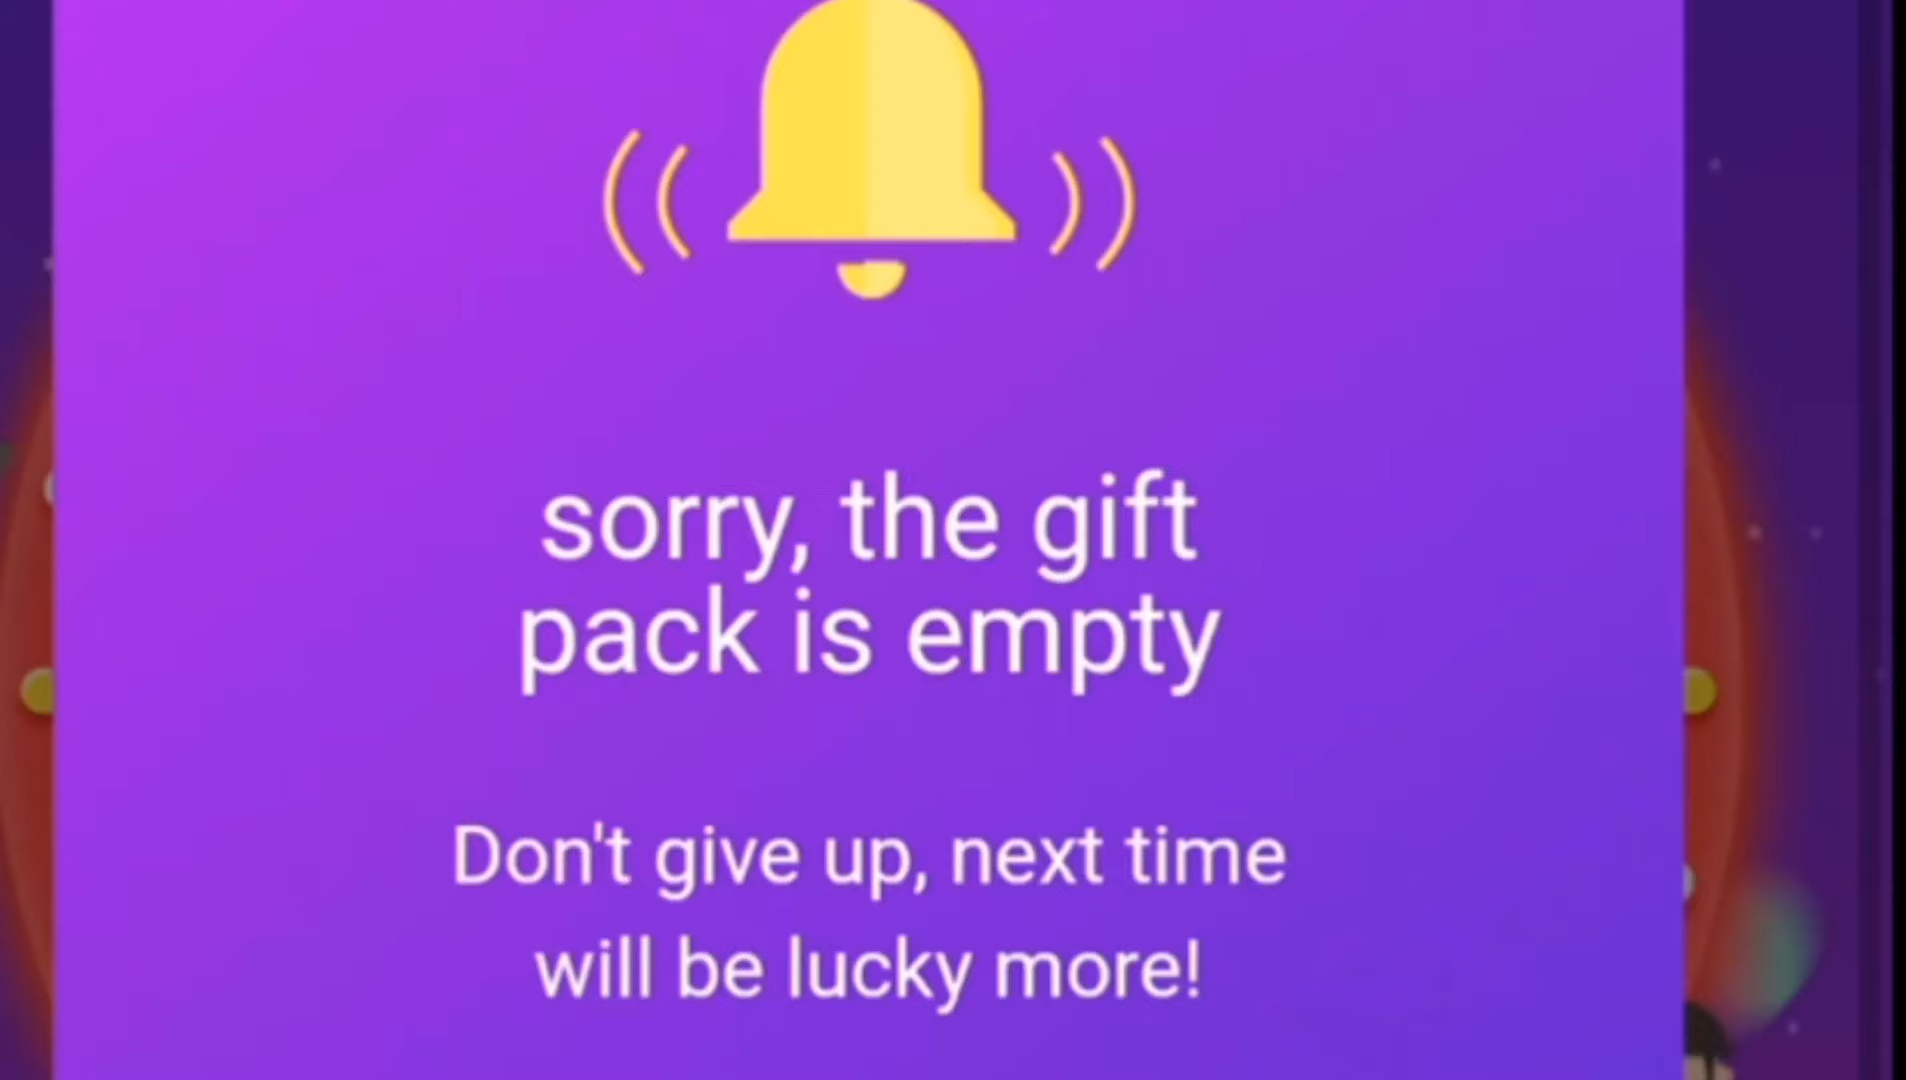 sorry, the gift
pack is empty
Don't give up, next time
will be lucky more!